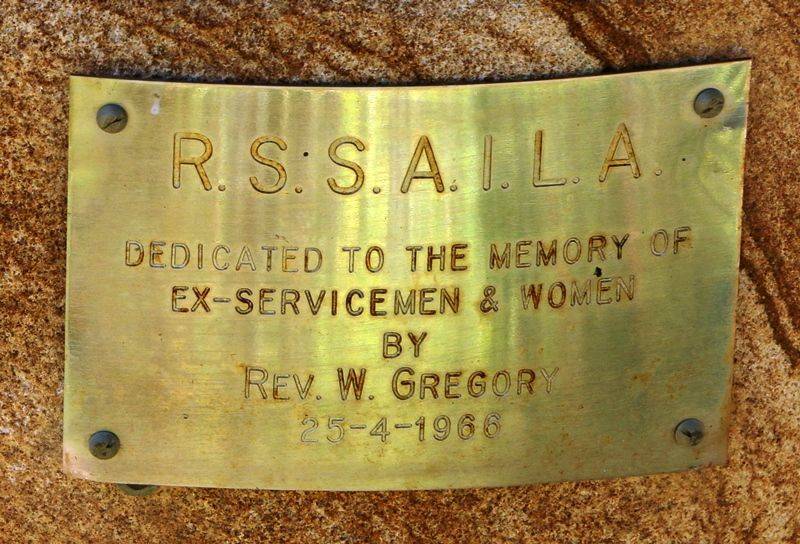 R.S.S.A.I.L.A.
DEDICATED TO THE MEMORY OF
EX-SERVICEMEN & WOMEN
BY
REV. W. GREGORY
25-4-1966